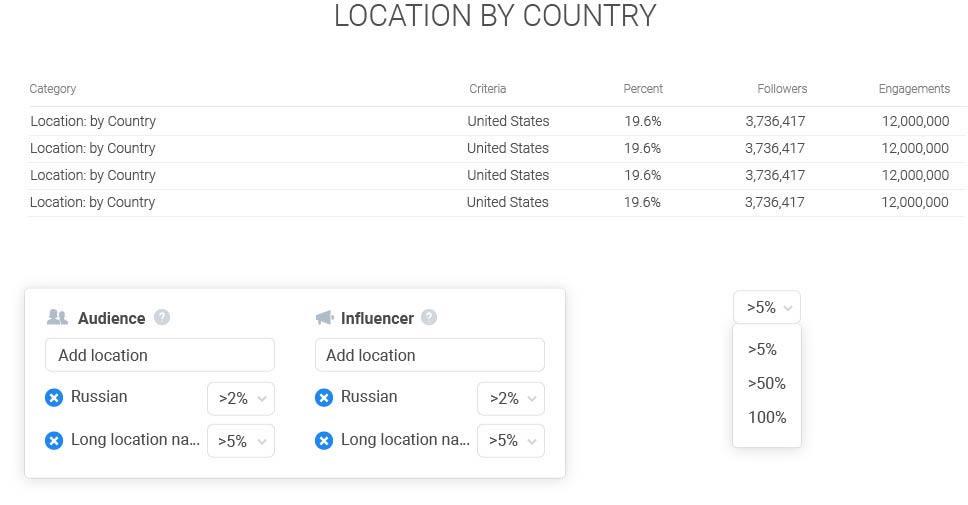 LOCATION BY COUNTRY
Category Criteria Percent Followers Engagements
Location: by Country United States 19.6% 3,736,417 12,000,000
Location: by Country United States 19.6% 3,736,417 12,000,000
Location: by Country United States 19.6% 3,736,417 12,000,000
Location: by Country United States 19.6% 3,736,417 12,000,000
Audience ?
Add location
Russian >2%
Long location na... >5%
Influencer ?
Add location
Russian >2%
Long location na... >5%
>5%
>5%
>50%
100%